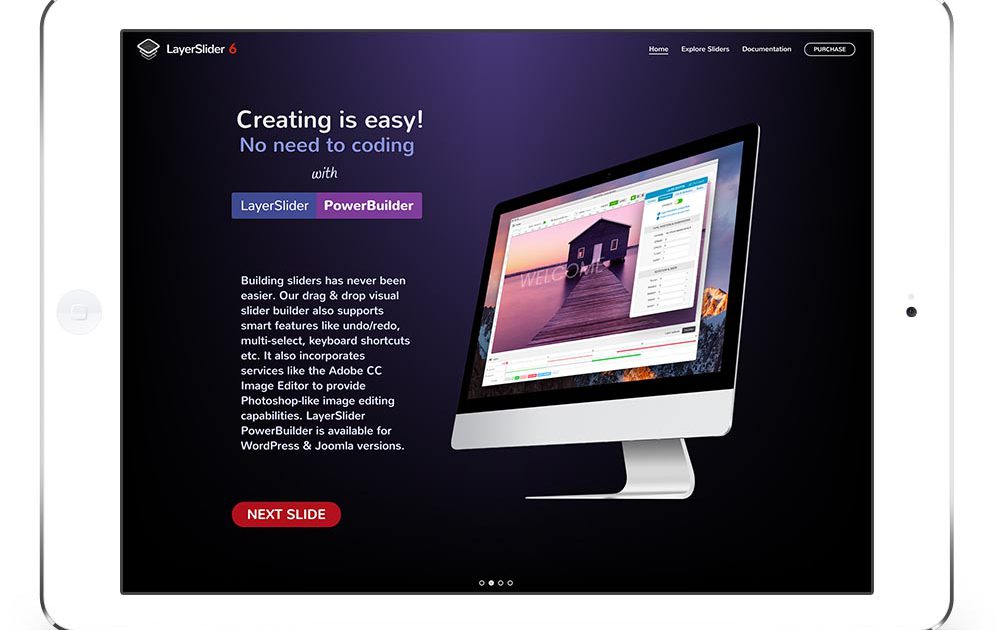 LayerSlider 6
Home Explore Sliders Documentation PURCHASE
Creating is easy!
No need to coding
with
LayerSlider PowerBuilder
WELCOME
Building sliders has never been
easier. Our drag & drop visual
slider builder also supports
smart features like undo/redo,
multi-select, keyboard shortcuts
etc. It also incorporates
services like the Adobe CC
Image Editor to provide
Photoshop-like image editing
capabilities. LayerSlider
PowerBuilder is available for
WordPress & Joomla versions.
NEXT SLIDE